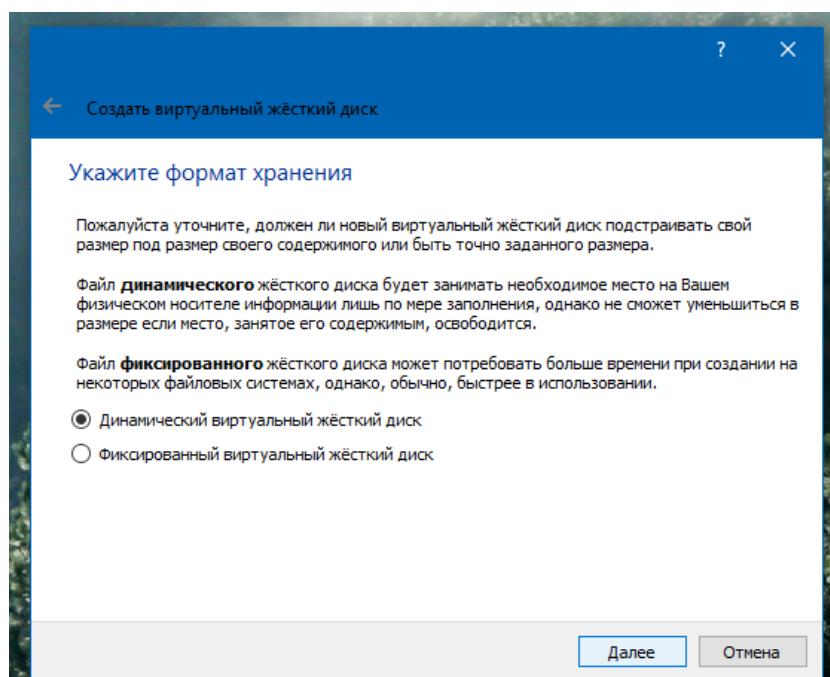 ?
Создать виртуальный жёсткий диск
Укажите формат хранения
Пожалуйста уточните, должен ли новый виртуальный жёсткий диск подстраивать свой
размер под размер своего содержимого или быть точно заданного размера.
Файл динамического жёсткого диска будет занимать необходимое место на Вашем
физическом носителе информации лишь по мере заполнения, однако не сможет уменьшиться в
размере если место, занятое его содержимым, освободится.
Файл фиксированного жёсткого диска может потребовать больше времени при создании на
некоторых файловых системах, однако, обычно, быстрее в использовании.
Динамический виртуальный жёсткий диск
Фиксированный виртуальный жёсткий диск
Далее
Отмена